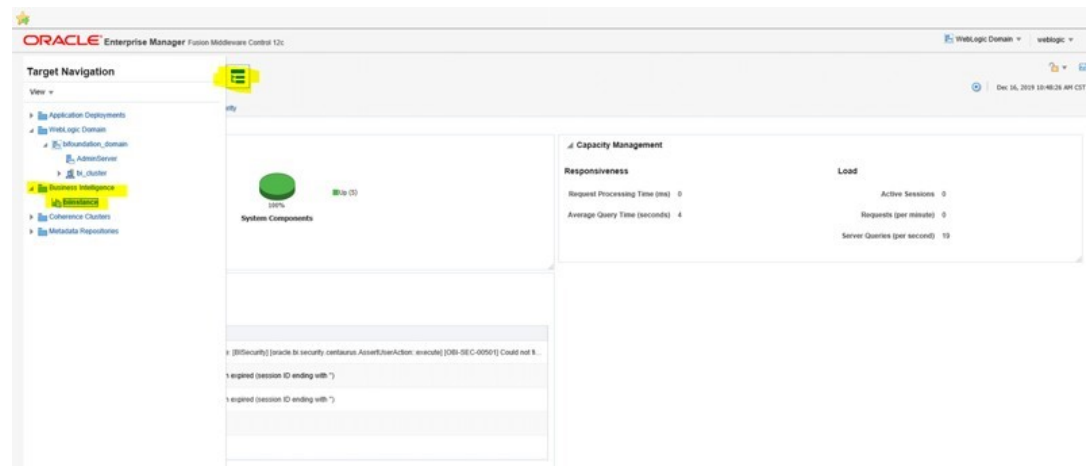 ORACLE Enterprise Manager Fusion Middleware Control 12c
WebLogic Domain
weblogic
Target Navigation
View
Dec 16, 2019 10:48:26 AM CST
Application Deployments
WebLogic Domain
bifoundation_domain
AdminServer
bi_cluster
Business Intelligence
biinstance
Coherence Clusters
Metadata Repositories
100%
Up (5)
System Components
Capacity Management
Responsiveness
Load
Request Processing Time (ms) 0
Active Sessions 0
Average Query Time (seconds) 4
Requests (per minute) 0
Server Queries (per second) 19
[BISecurity] [oracle.bi.security.centaurus.AssertUserAction: execute] [OBI-SEC-00501] Could not fi...
expired (session ID ending with '')
expired (session ID ending with '')